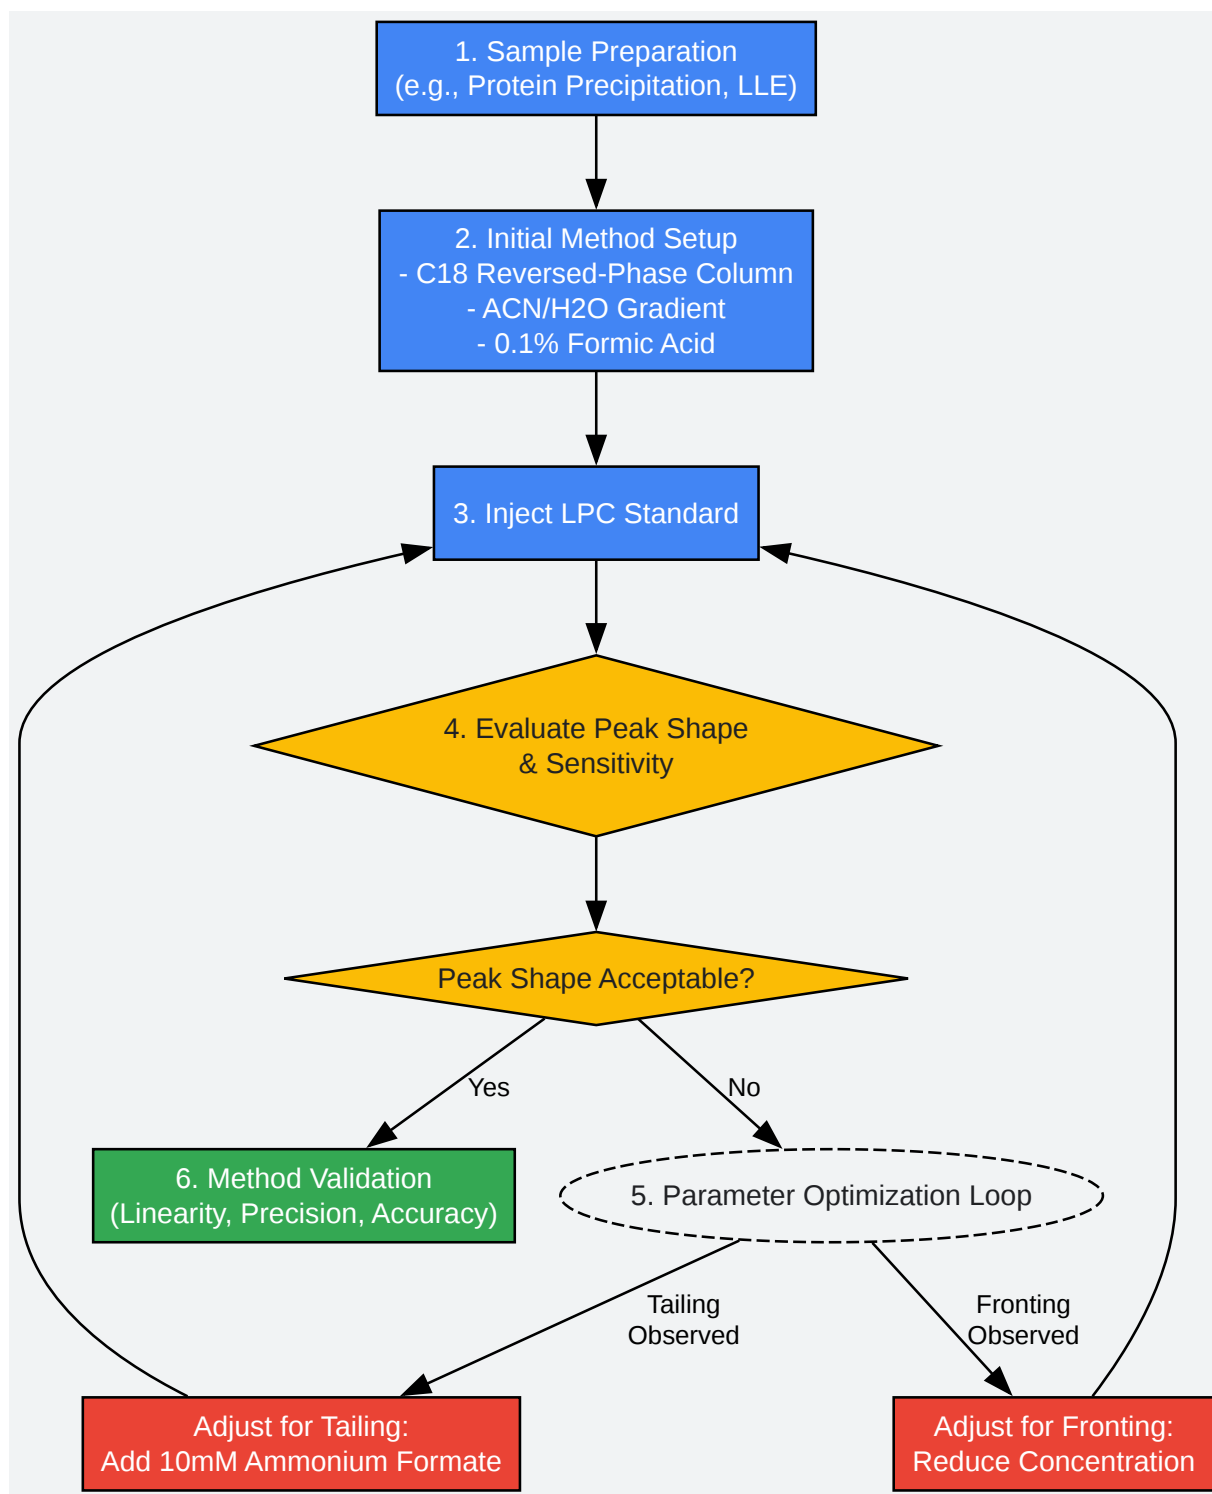 1. Sample Preparation
(e.g., Protein Precipitation, LLE)
2. Initial Method Setup
- C18 Reversed-Phase Column
- ACN/H2O Gradient
- 0.1% Formic Acid
3. Inject LPC Standard
4. Evaluate Peak Shape
& Sensitivity
Peak Shape Acceptable?
Yes
No
6. Method Validation
(Linearity, Precision, Accuracy)
5. Parameter Optimization Loop
Tailing
Observed
Fronting
Observed
Adjust for Tailing:
Add 10mM Ammonium Formate
Adjust for Fronting:
Reduce Concentration